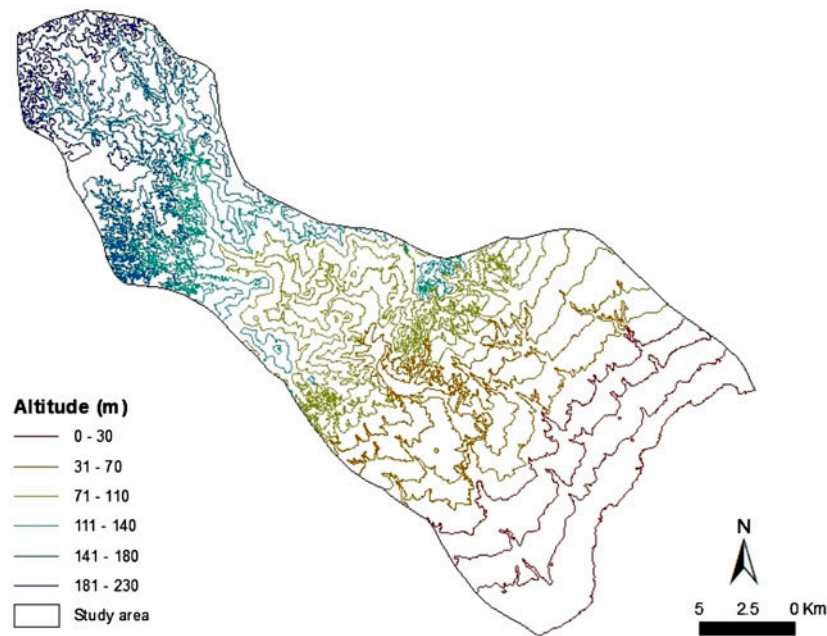 Altitude (m)
0 - 30
31 - 70
71 - 110
111 - 140
141 - 180
181 - 230
Study area
N
5 2.5 0 Km